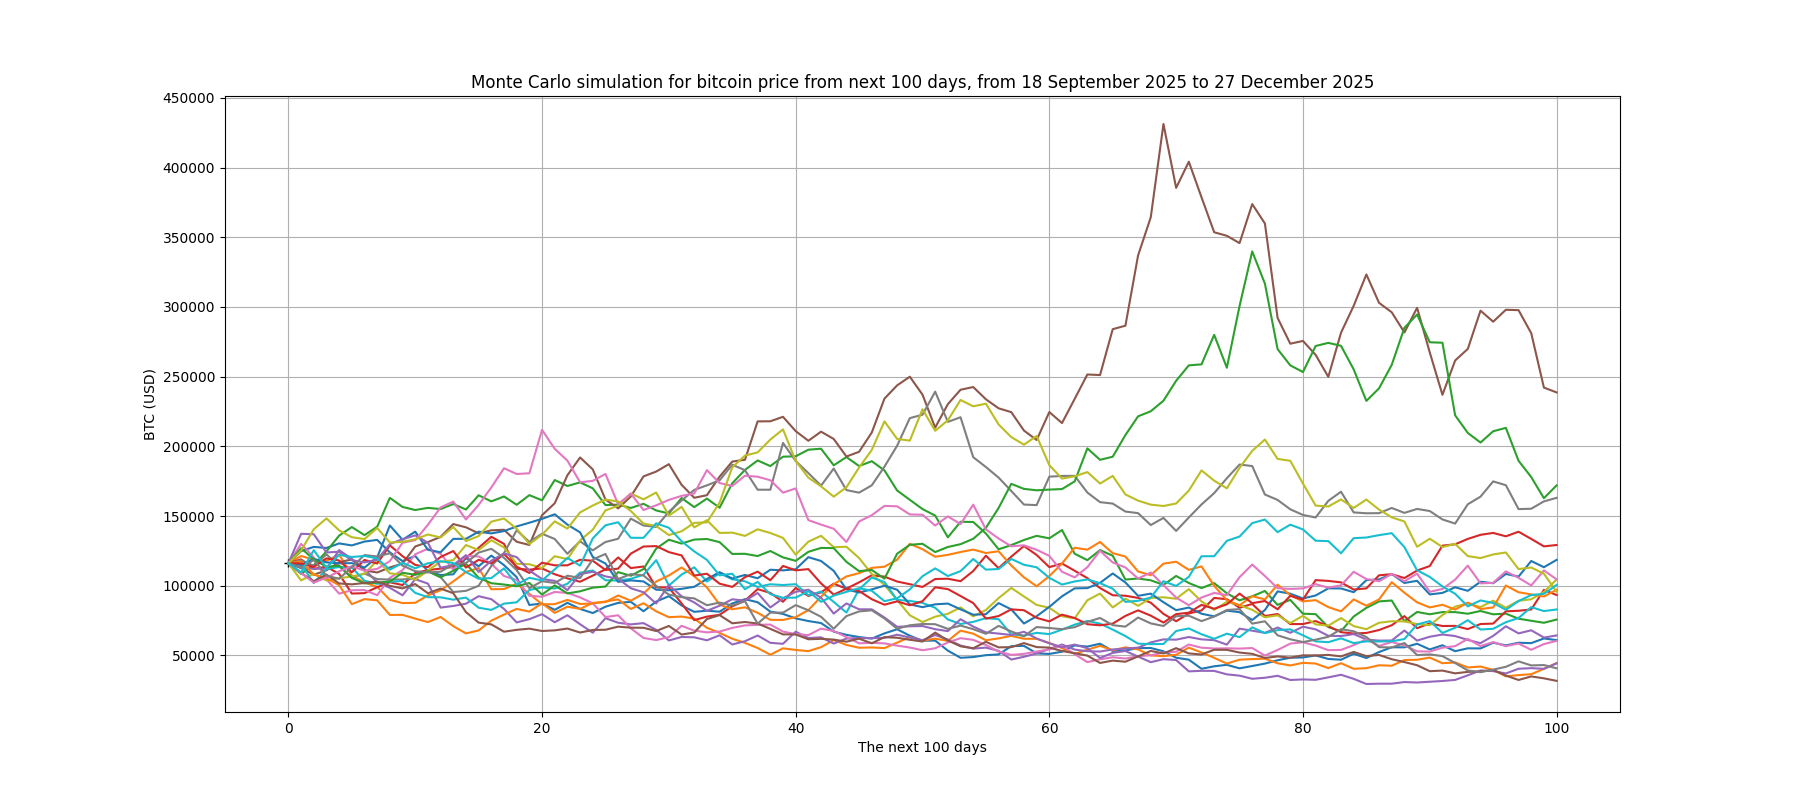 Monte Carlo simulation for bitcoin price from next 100 days, from 18 September 2025 to 27 December 2025
450000
400000
350000
300000
250000
200000
150000
100000
50000
BTC (USD)
0 20 40 60 80 100
The next 100 days